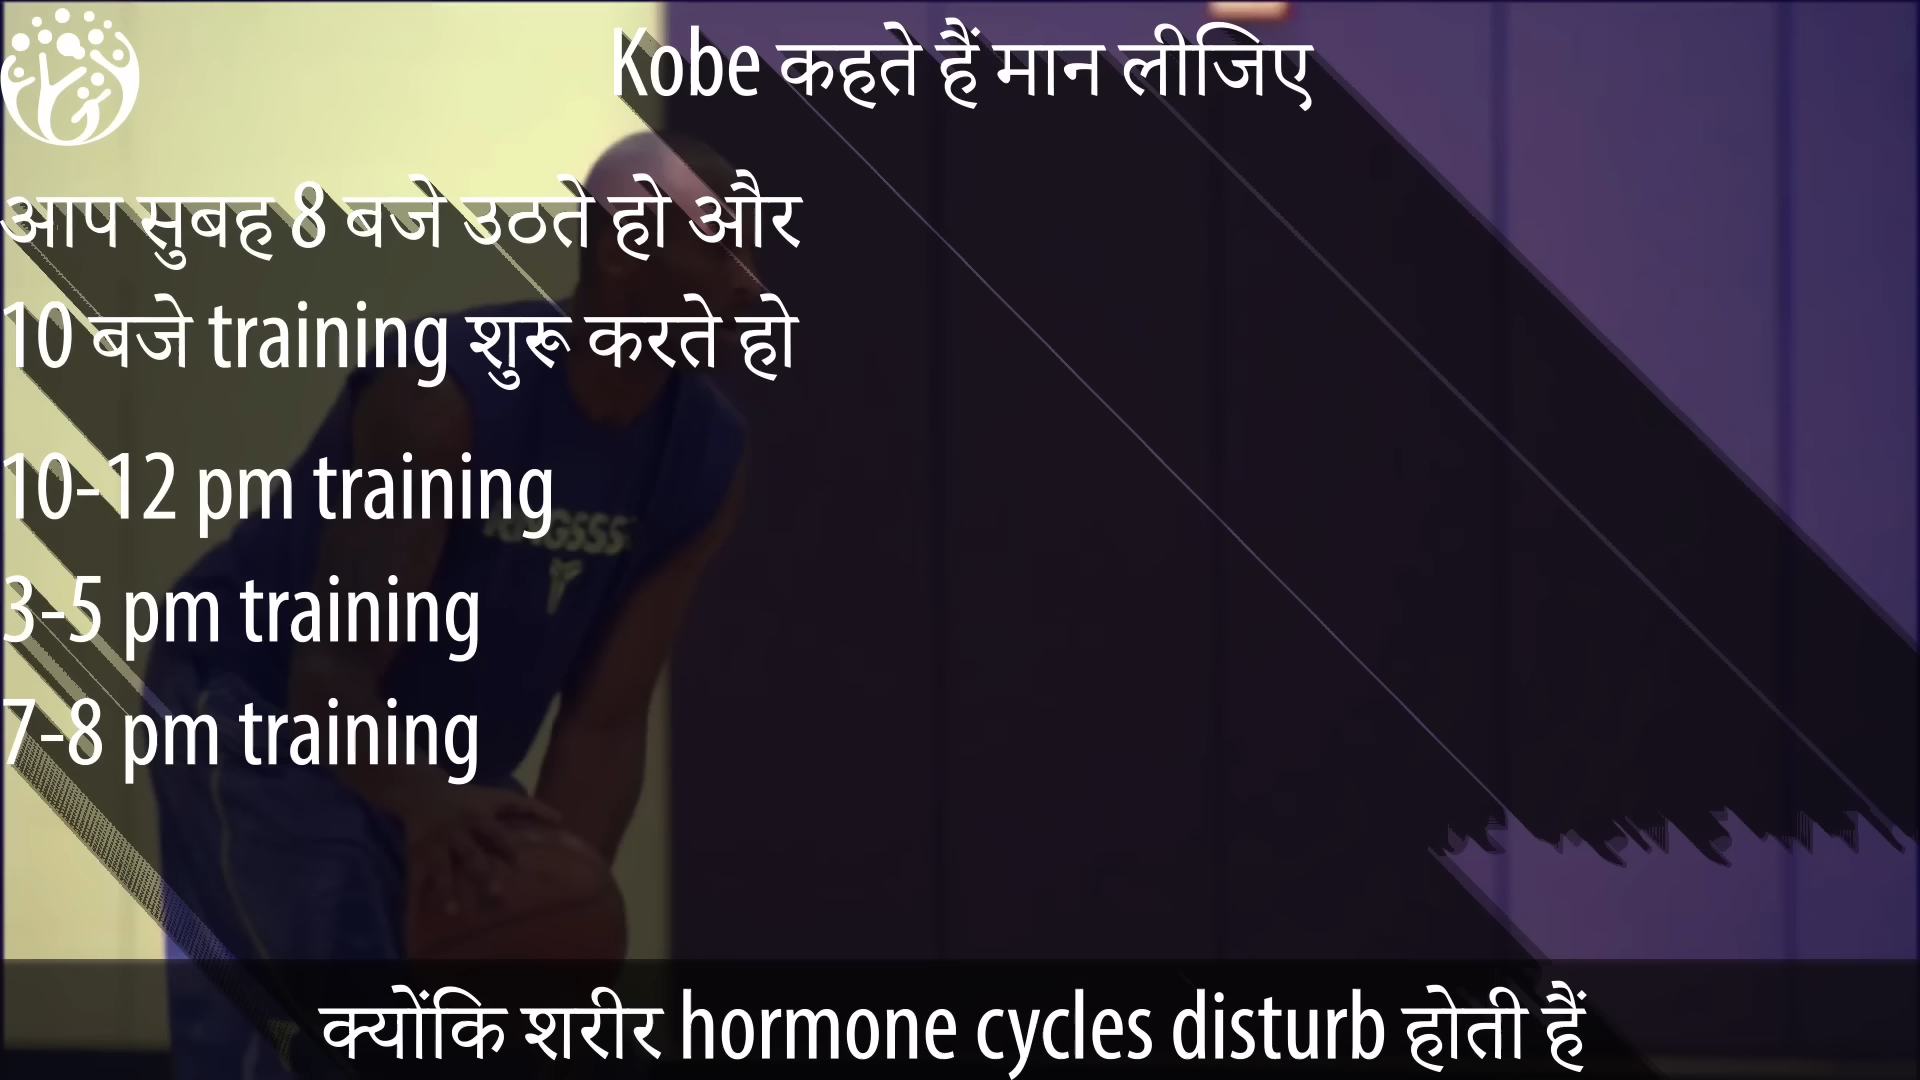 Kobe कहते हैं मान लीजिए
आप सुबह 8 बजे उठते हो और
10 बजे training शुरू करते हो
10-12 pm training
3-5 pm training
7-8 pm training
क्योंकि शरीर hormone cycles disturb होती हैं